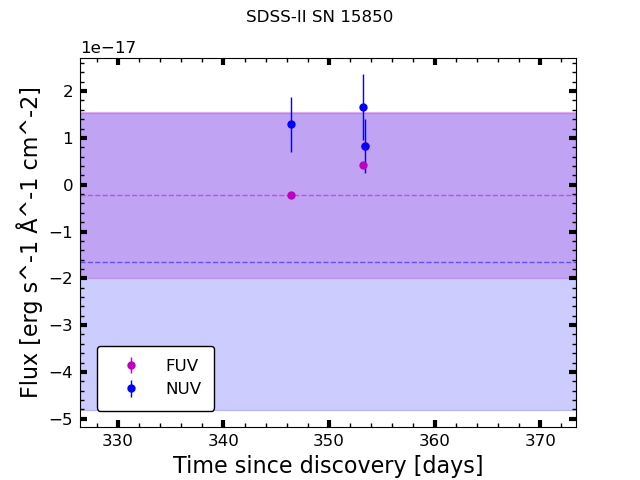 SDSS-II SN 15850
1e−17
2
1
0
−1
−2
−3
−4
−5
Flux [erg s^-1 Å^-1 cm^-2]
FUV
NUV
330
340
350
360
370
Time since discovery [days]